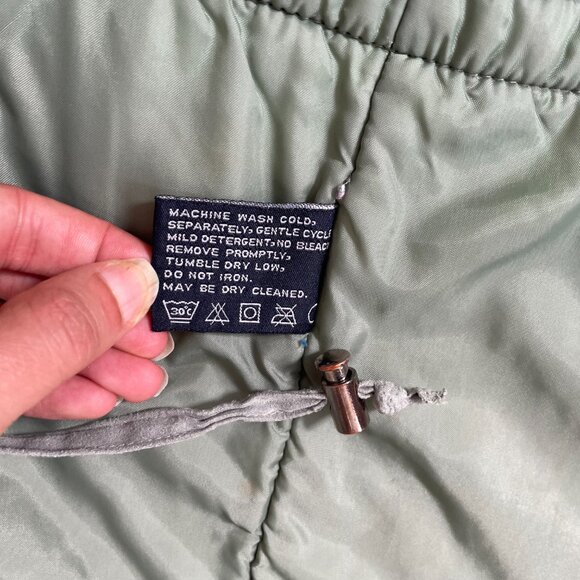 MACHINE WASH COLD,
SEPARATELY, GENTLE CYCLE
MILD DETERGENT, NO BLEAC
REMOVE PROMPTLY,
TUMBLE DRY LOW,
DO NOT IRON.
MAY BE DRY CLEANED.
30°C